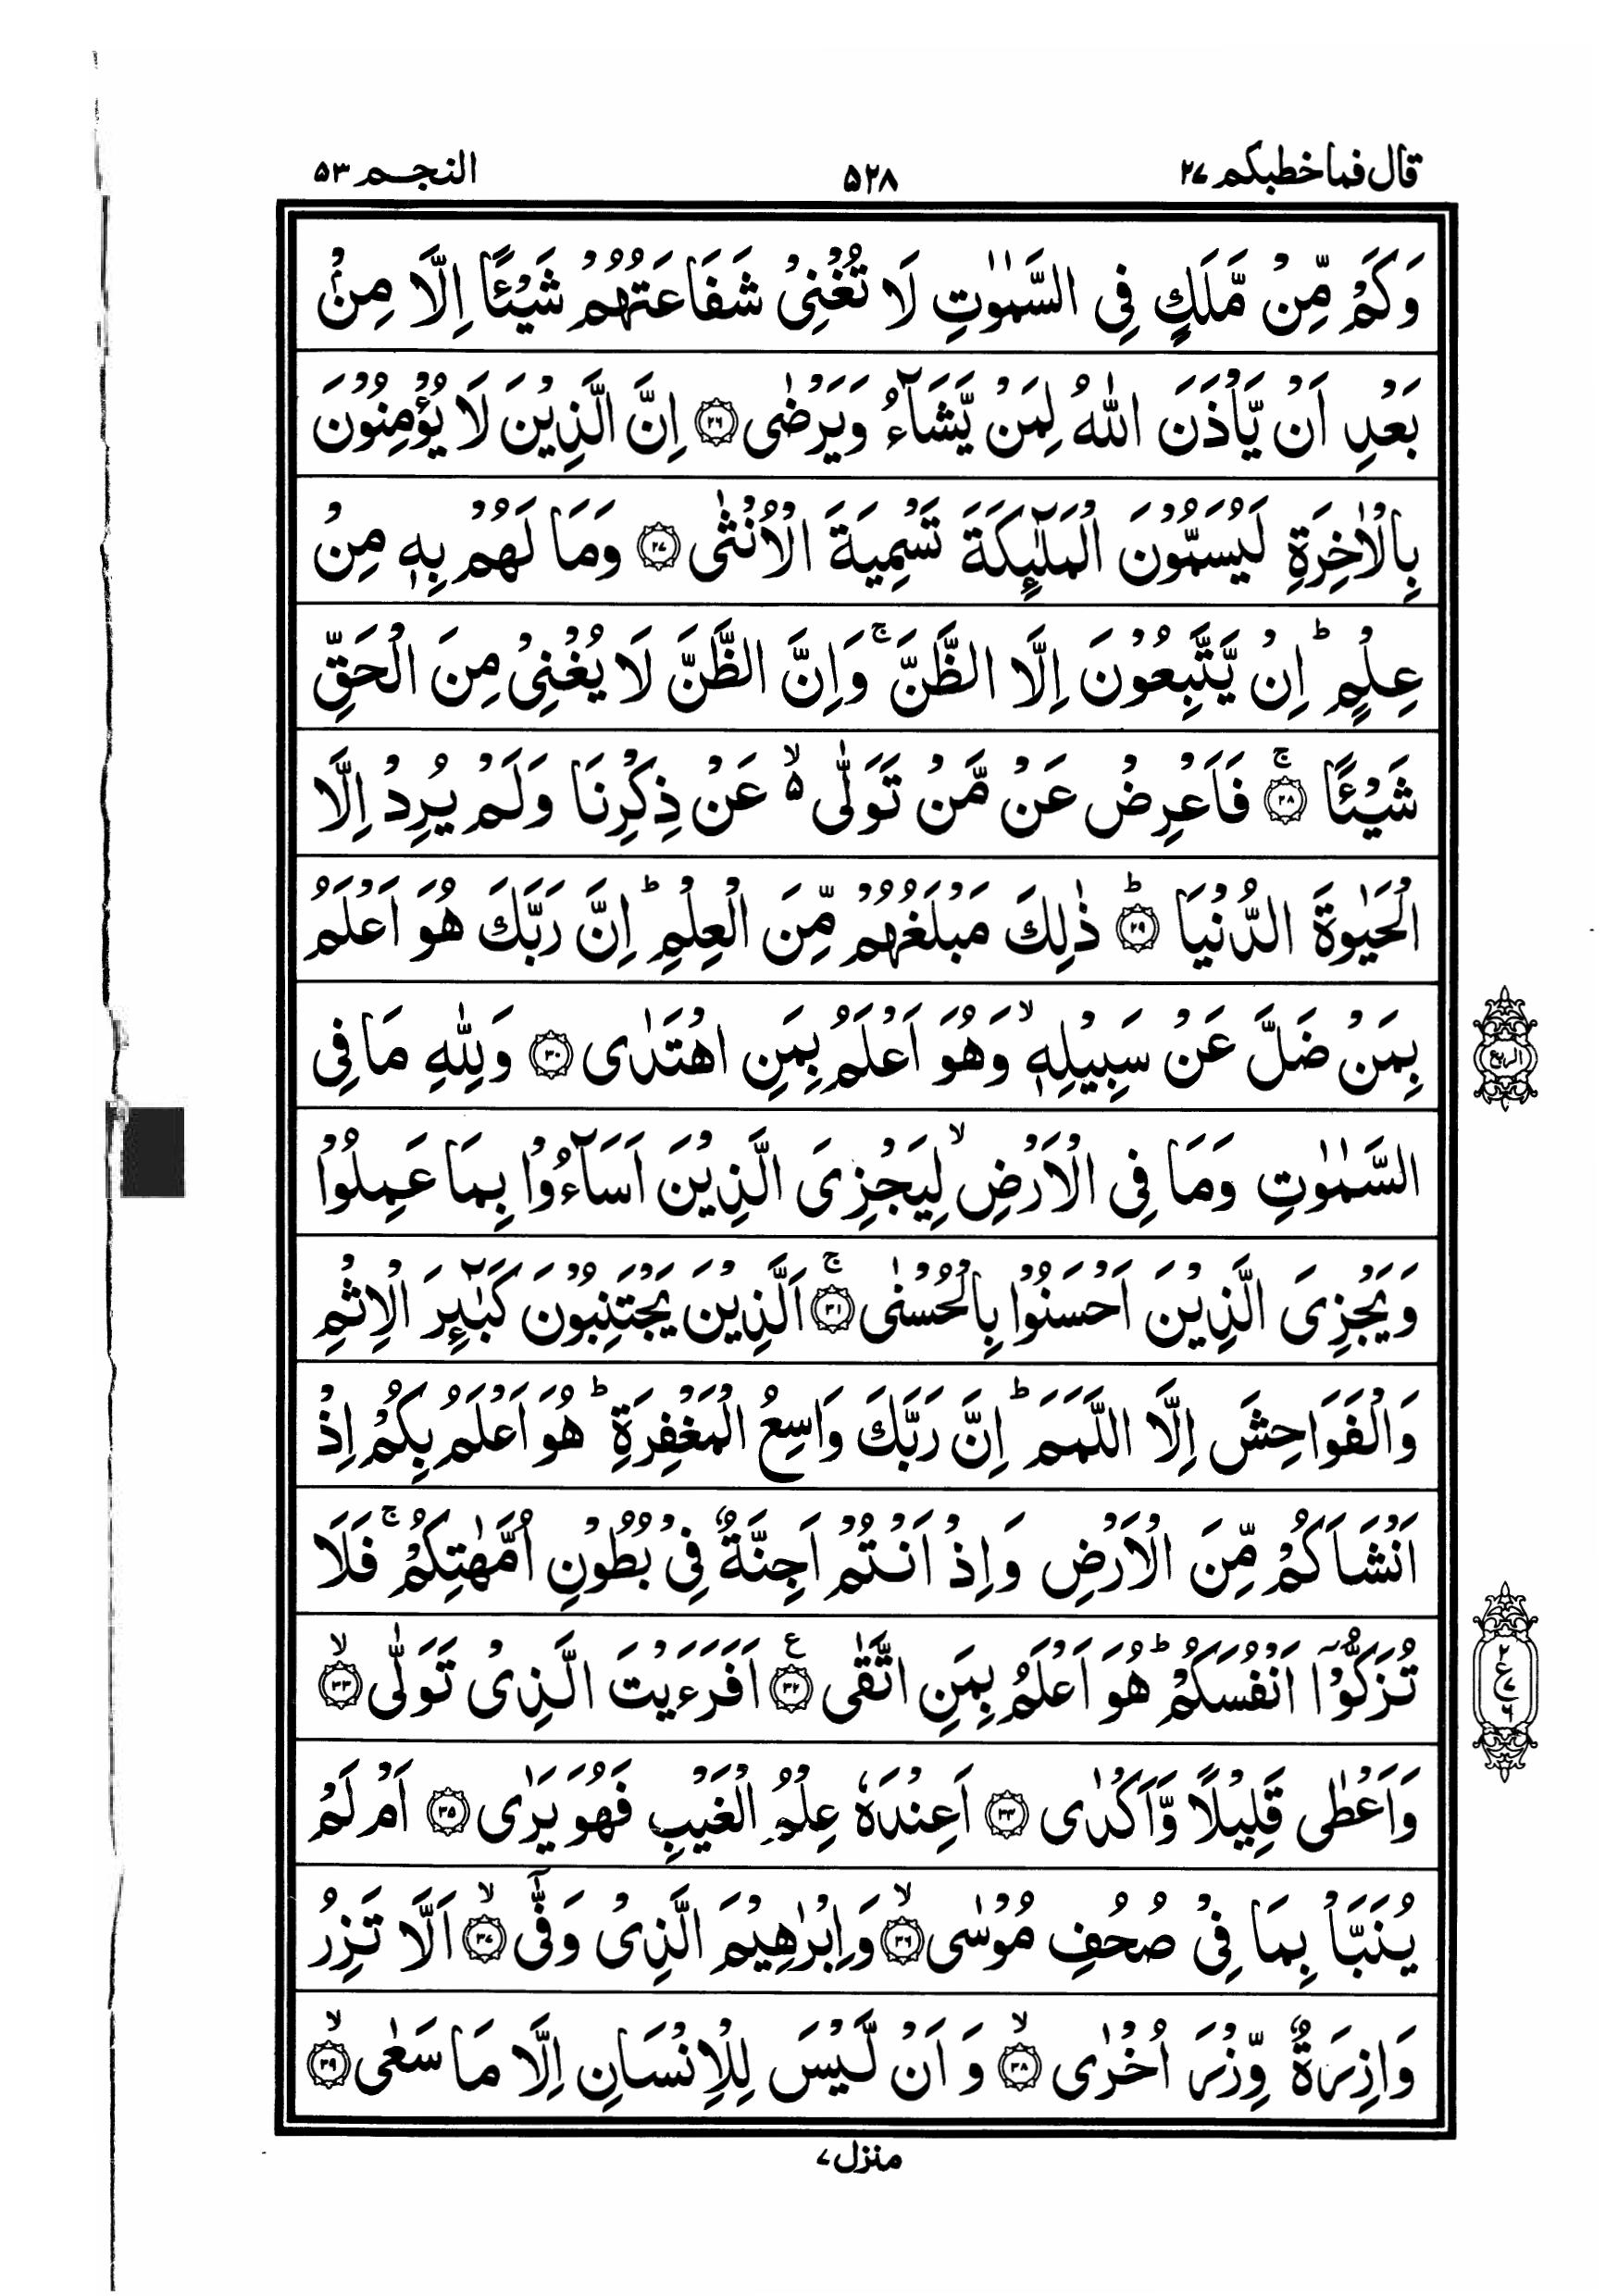 قال فما خطبكم ٢٧
٥٢٨
النجم ٥٣
وَكَمْ مِّنْ مَّلَكٍ فِی السَّمٰوٰتِ لَا تُغْنِیْ شَفَاعَتُهُمْ شَیْـًٔا اِلَّا مِنْۢ
بَعْدِ اَنْ یَّاْذَنَ اللّٰهُ لِمَنْ یَّشَآءُ وَیَرْضٰی ﴿٢٦﴾ اِنَّ الَّذِیْنَ لَا یُؤْمِنُوْنَ
بِالْاٰخِرَةِ لَیُسَمُّوْنَ الْمَلٰٓئِكَةَ تَسْمِیَةَ الْاُنْثٰی ﴿٢٧﴾ وَمَا لَهُمْ بِهٖ مِنْ
عِلْمٍ ؕ اِنْ یَّتَّبِعُوْنَ اِلَّا الظَّنَّ ۚ وَاِنَّ الظَّنَّ لَا یُغْنِیْ مِنَ الْحَقِّ
شَیْـًٔا ۚ﴿٢٨﴾ فَاَعْرِضْ عَنْ مَّنْ تَوَلّٰی ۙ۬ عَنْ ذِكْرِنَا وَلَمْ یُرِدْ اِلَّا
الْحَیٰوةَ الدُّنْیَا ؕ﴿٢٩﴾ ذٰلِكَ مَبْلَغُهُمْ مِّنَ الْعِلْمِ ؕ اِنَّ رَبَّكَ هُوَ اَعْلَمُ
بِمَنْ ضَلَّ عَنْ سَبِیْلِهٖ ۙ وَهُوَ اَعْلَمُ بِمَنِ اهْتَدٰی ﴿٣٠﴾ وَلِلّٰهِ مَا فِی
السَّمٰوٰتِ وَمَا فِی الْاَرْضِ ۙ لِیَجْزِیَ الَّذِیْنَ اَسَآءُوْا بِمَا عَمِلُوْا
وَیَجْزِیَ الَّذِیْنَ اَحْسَنُوْا بِالْحُسْنٰی ۚ﴿٣١﴾ اَلَّذِیْنَ یَجْتَنِبُوْنَ كَبٰٓئِرَ الْاِثْمِ
وَالْفَوَاحِشَ اِلَّا اللَّمَمَ ؕ اِنَّ رَبَّكَ وَاسِعُ الْمَغْفِرَةِ ؕ هُوَ اَعْلَمُ بِكُمْ اِذْ
اَنْشَاَكُمْ مِّنَ الْاَرْضِ وَاِذْ اَنْتُمْ اَجِنَّةٌ فِیْ بُطُوْنِ اُمَّهٰتِكُمْ ۚ فَلَا
تُزَكُّوْۤا اَنْفُسَكُمْ ؕ هُوَ اَعْلَمُ بِمَنِ اتَّقٰی ﴿٣٢﴾ع اَفَرَءَیْتَ الَّذِیْ تَوَلّٰی ۙ﴿٣٣﴾
وَاَعْطٰی قَلِیْلًا وَّاَكْدٰی ﴿٣٤﴾ اَعِنْدَهٗ عِلْمُ الْغَیْبِ فَهُوَ یَرٰی ﴿٣٥﴾ اَمْ لَمْ
یُنَبَّاْ بِمَا فِیْ صُحُفِ مُوْسٰی ۙ﴿٣٦﴾ وَاِبْرٰهِیْمَ الَّذِیْ وَفّٰۤی ۙ﴿٣٧﴾ اَلَّا تَزِرُ
وَازِرَةٌ وِّزْرَ اُخْرٰی ۙ﴿٣٨﴾ وَ اَنْ لَّیْسَ لِلْاِنْسَانِ اِلَّا مَا سَعٰی ۙ﴿٣٩﴾
الربع
٢
ع
٧
٦
منزل ٧